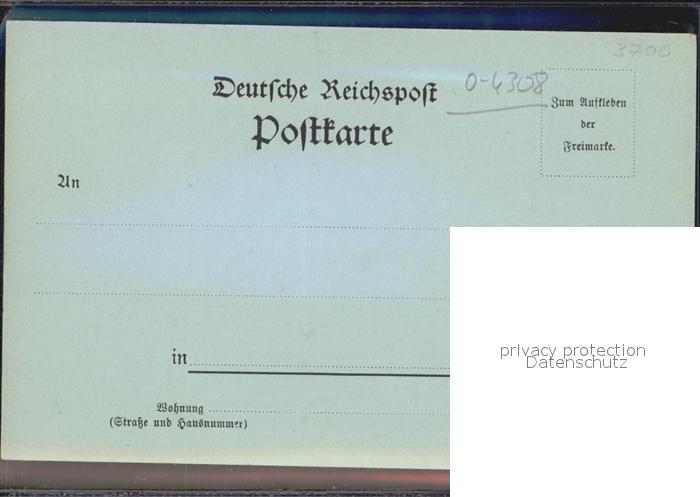 3700
Deutsche Reichspost
0-4308
Postkarte
Zum Aufkleben
der
Freimarke.
An
privacy protection
Datenschutz
in
Wohnung
(Straße und Hausnummer)